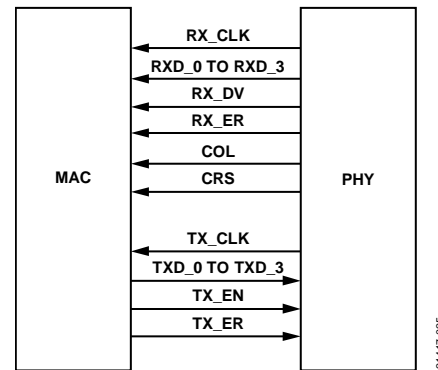 RX_CLK
RXD_0 TO RXD_3
RX_DV
RX_ER
COL
MAC
CRS
PHY
TX_CLK
TXD_0 TO TXD_3
TX_EN
TX_ER